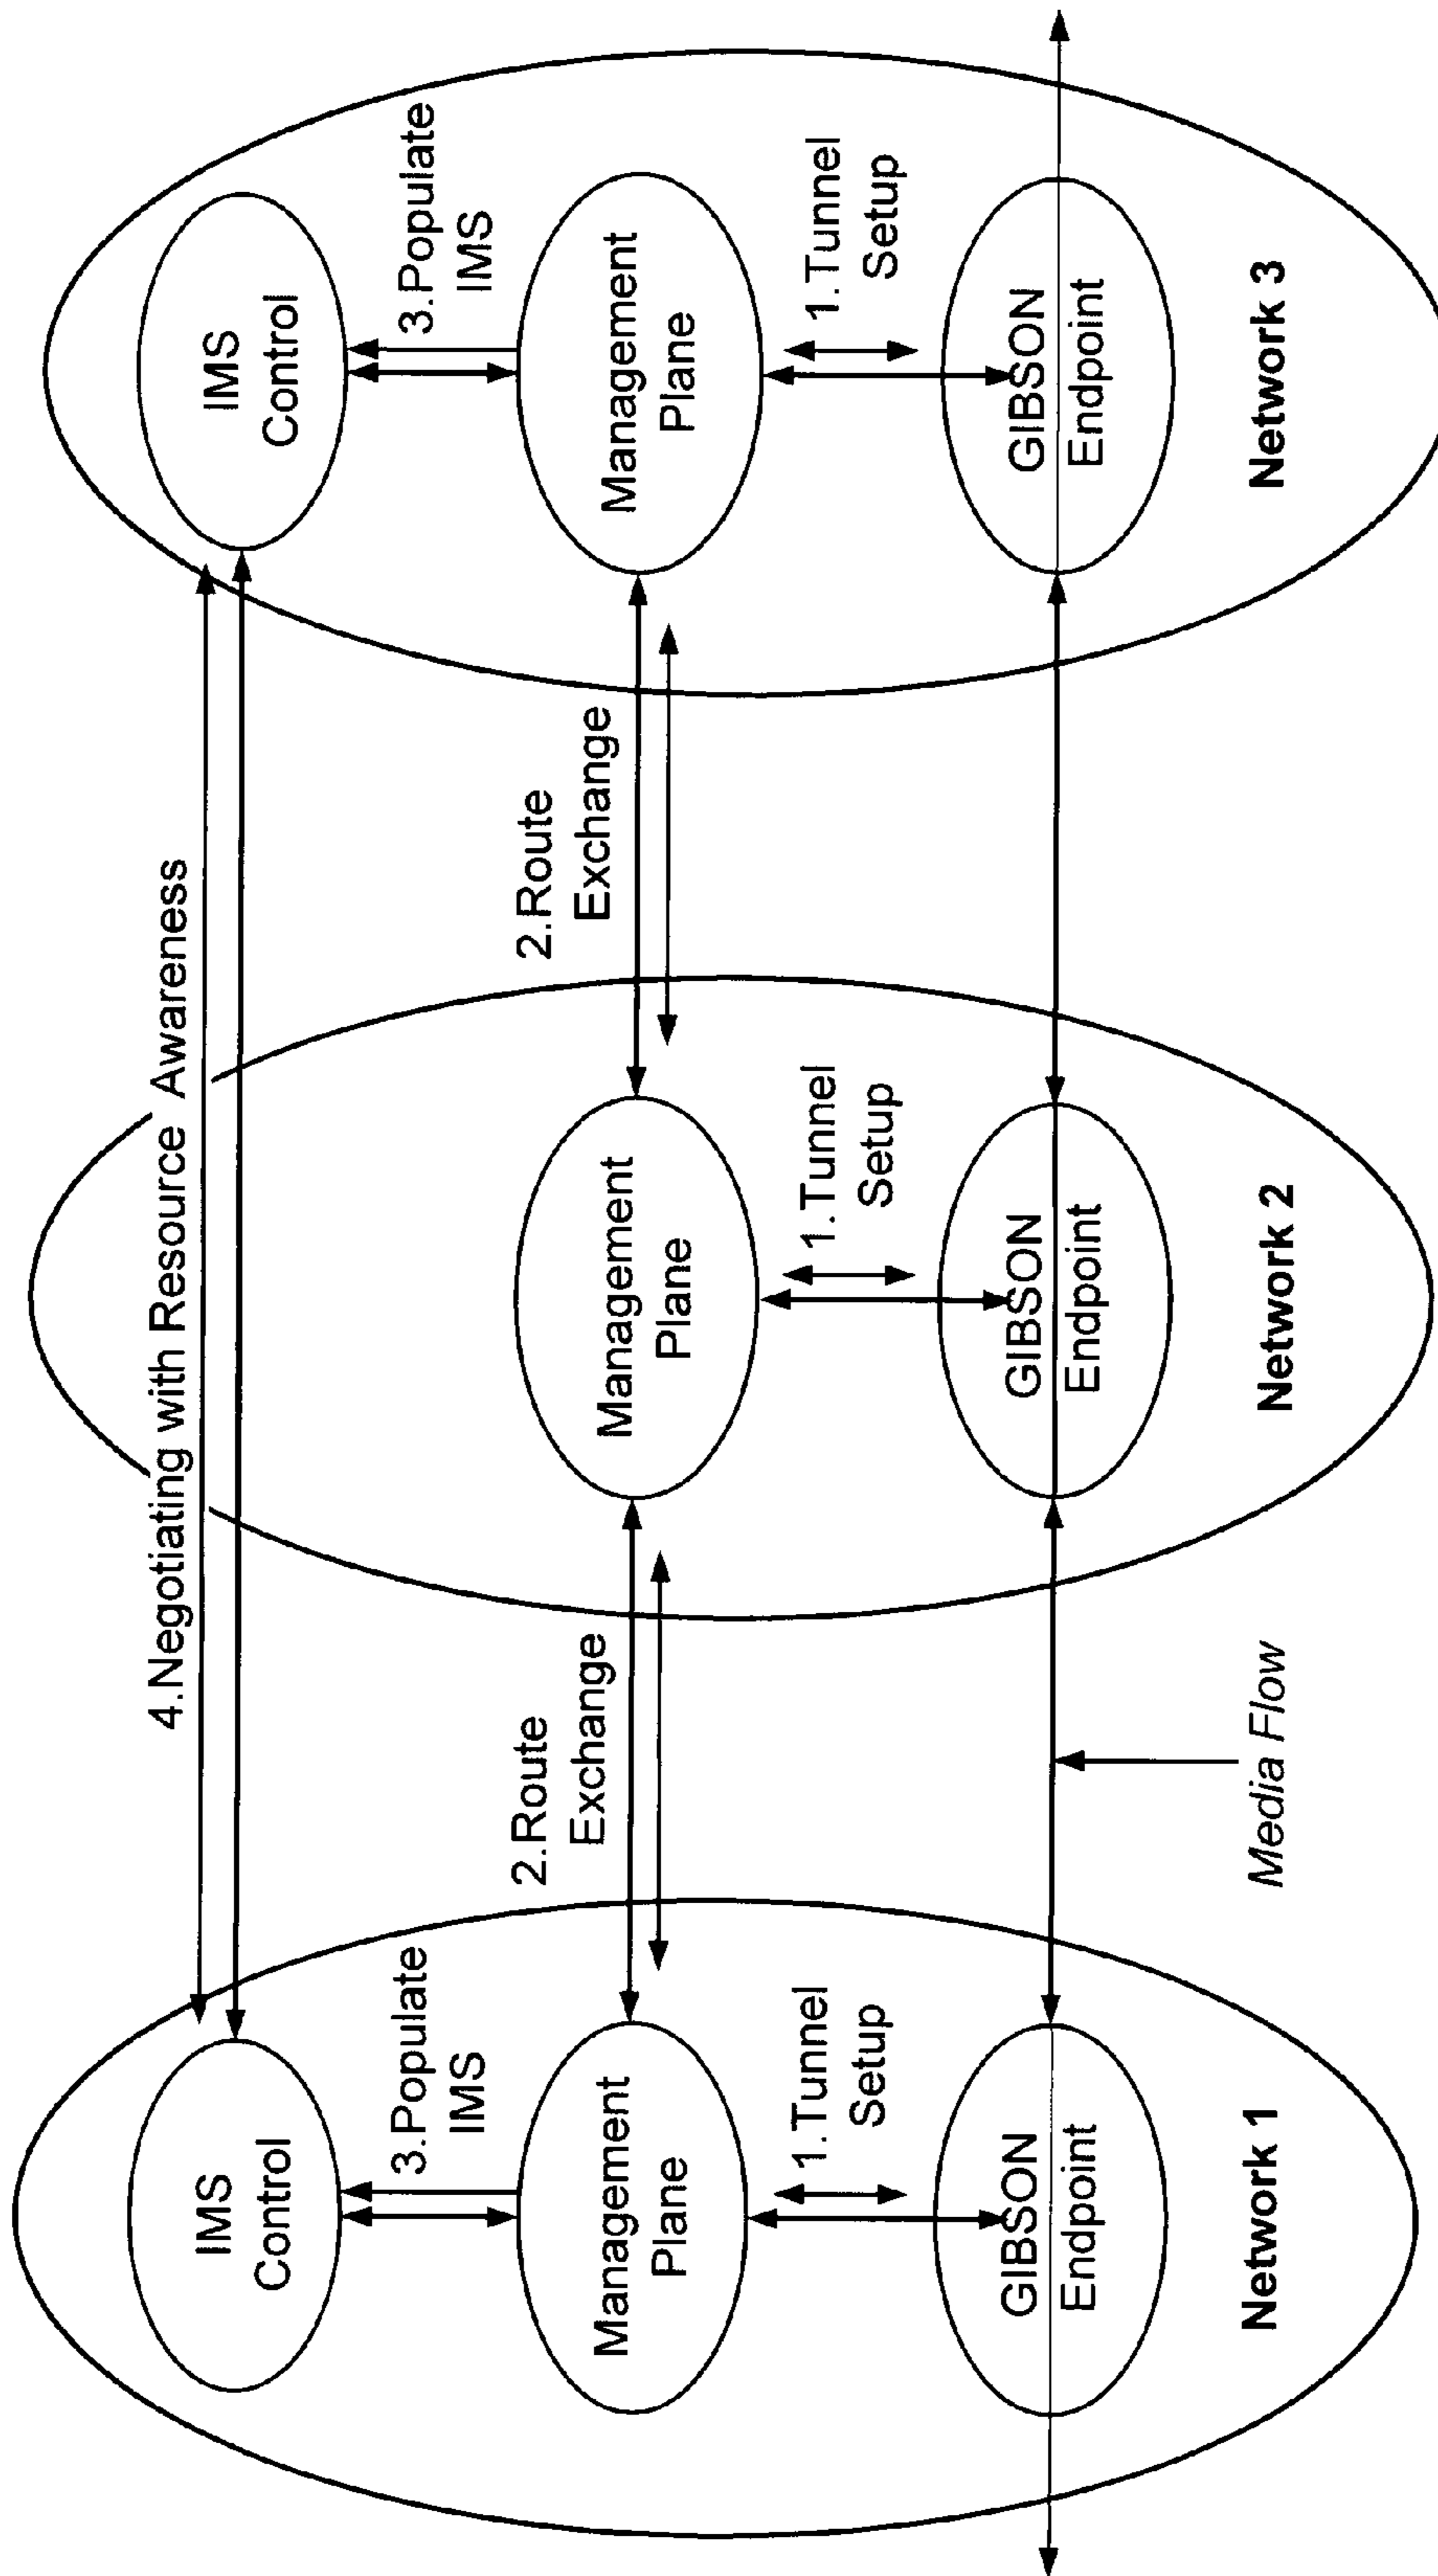 4.Negotiating with Resource Awareness
IMS
Control
3.Populate
IMS
Management
Plane
1.Tunnel
Setup
GIBSON
Endpoint
Network 1
2.Route
Exchange
Media Flow
Management
Plane
1.Tunnel
Setup
GIBSON
Endpoint
Network 2
2.Route
Exchange
IMS
Control
3.Populate
IMS
Management
Plane
1.Tunnel
Setup
GIBSON
Endpoint
Network 3